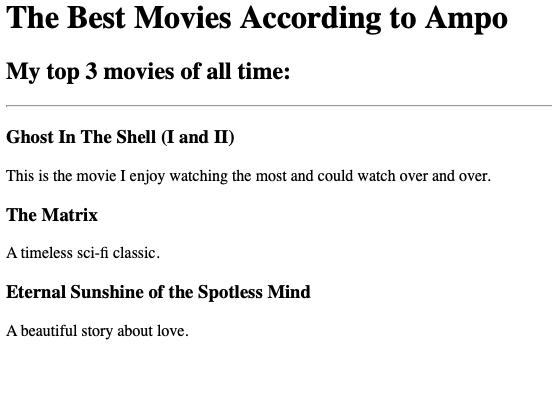 The Best Movies According to Ampo
My top 3 movies of all time:
Ghost In The Shell (I and II)
This is the movie I enjoy watching the most and could watch over and over.
The Matrix
A timeless sci-fi classic.
Eternal Sunshine of the Spotless Mind
A beautiful story about love.